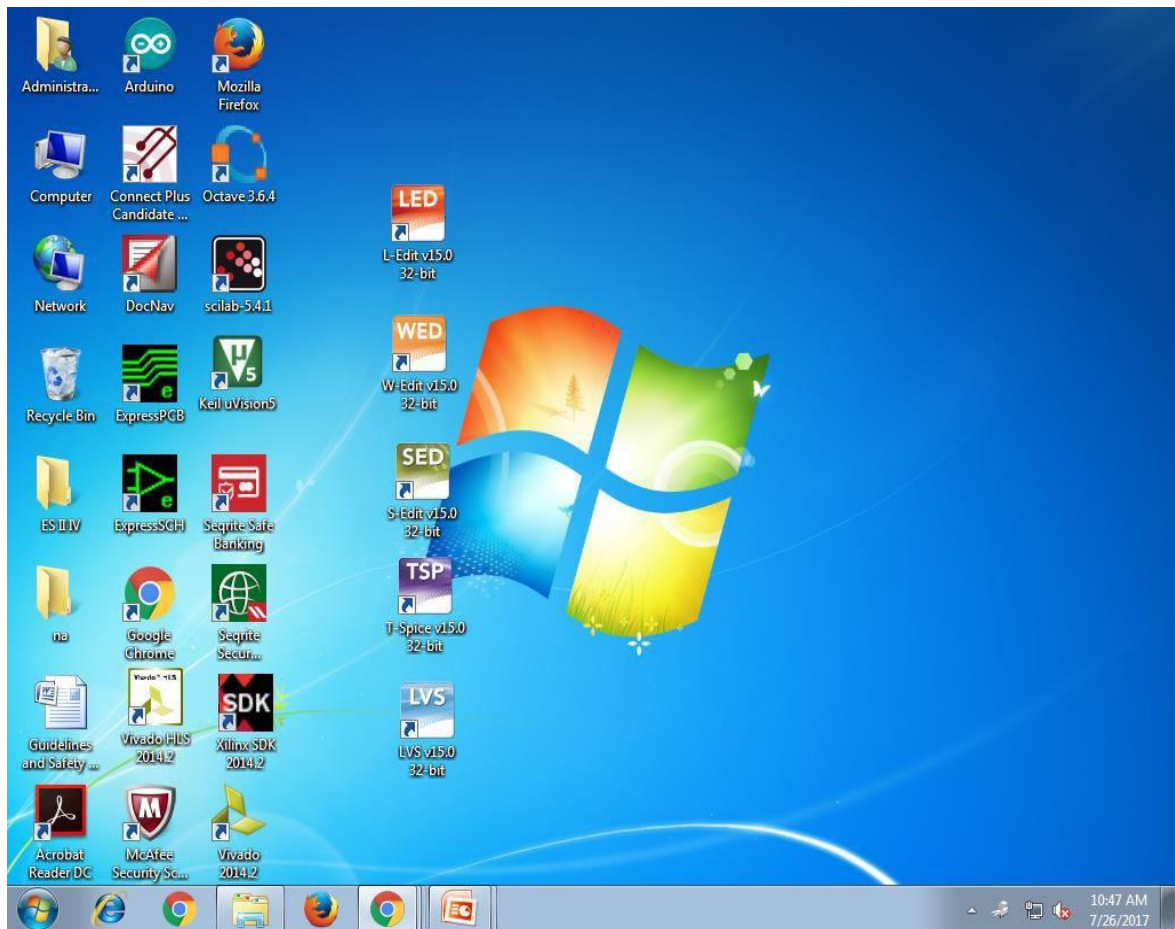 Administra...
Arduino
Mozilla
Firefox
Computer
Connect Plus
Candidate ...
Octave 3.6.4
Network
DocNav
scilab-5.4.1
Recycle Bin
ExpressPCB
e
µ
5
Keil uVision5
ES II IV
ExpressSCH
e
Seqrite Safe
Banking
na
Google
Chrome
Seqrite
Secur...
Guidelines
and Safety ...
Vivado™ HLS
Vivado HLS
2014.2
SDK
Xilinx SDK
2014.2
Acrobat
Reader DC
McAfee
Security Sc...
Vivado
2014.2
LED
L-Edit v15.0
32-bit
WED
W-Edit v15.0
32-bit
SED
S-Edit v15.0
32-bit
TSP
T-Spice v15.0
32-bit
LVS
LVS v15.0
32-bit
10:47 AM
7/26/2017